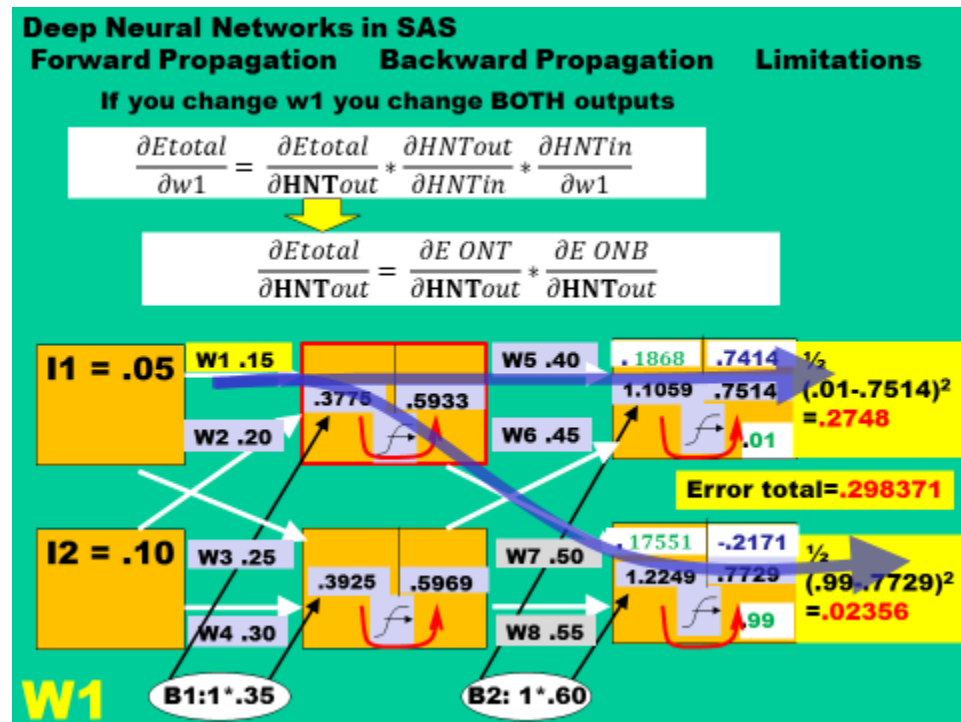 Deep Neural Networks in SAS
Forward Propagation Backward Propagation Limitations
If you change w1 you change BOTH outputs
∂Etotal/∂w1 = ∂Etotal/∂HNTout * ∂HNTout/∂HNTin * ∂HNTin/∂w1
∂Etotal/∂HNTout = ∂E ONT/∂HNTout * ∂E ONB/∂HNTout
I1 = .05
W1 .15
W2 .20
.3775 .5933
W5 .40
W6 .45
.1868 .7414
1.1059 .7514
.01
½
(.01-.7514)²
=.2748
Error total=.298371
I2 = .10
W3 .25
W4 .30
.3925 .5969
W7 .50
W8 .55
.17551 -.2171
1.2249 .7729
.99
½
(.99-.7729)²
=.02356
W1
B1:1*.35
B2: 1*.60